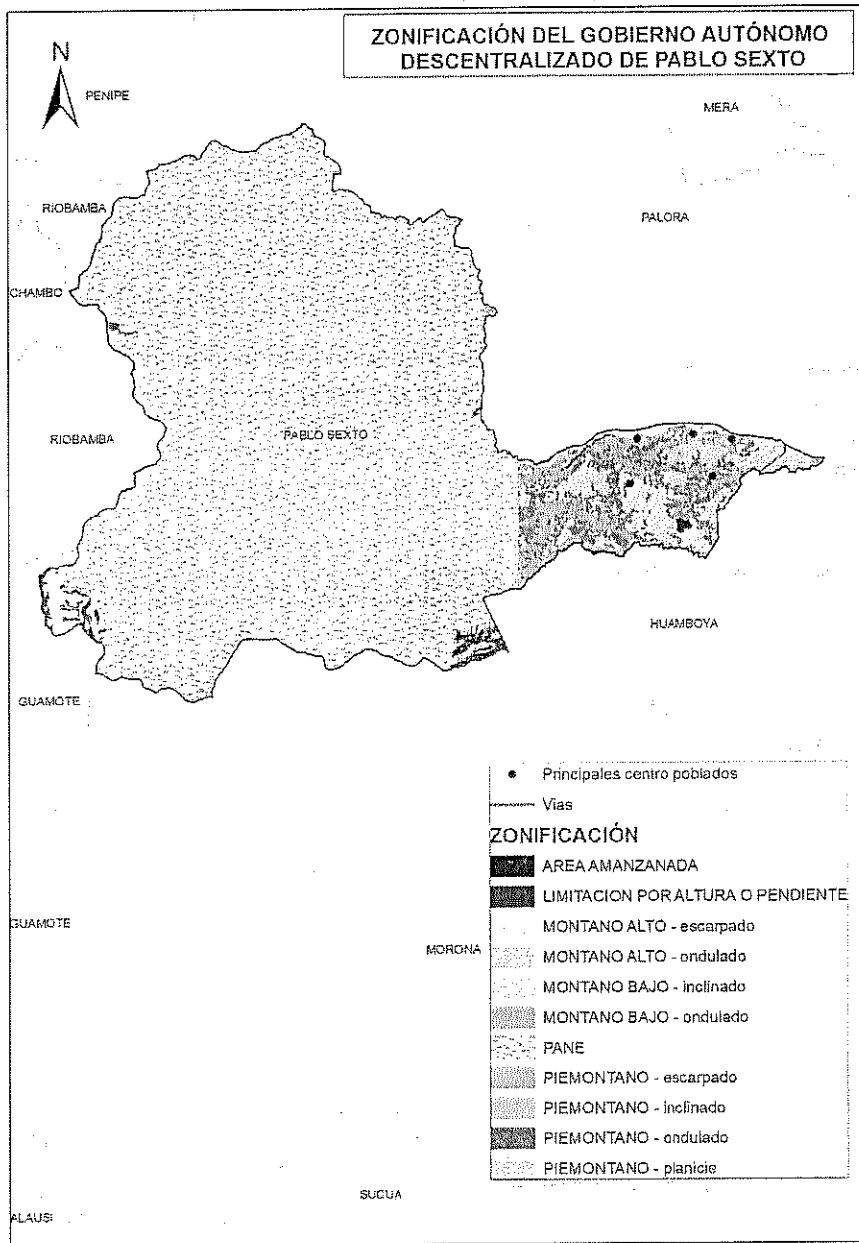 ZONIFICACIÓN DEL GOBIERNO AUTÓNOMO
DESCENTRALIZADO DE PABLO SEXTO
N
PENIPE
MERA
RIOBAMBA
PALORA
CHAMBO
RIOBAMBA
PABLO SEXTO
HUAMBOYA
GUAMOTE
Principales centro poblados
Vias
ZONIFICACIÓN
AREA AMANZANADA
LIMITACION POR ALTURA O PENDIENTE
GUAMOTE
MONTANO ALTO - escarpado
MORONA
MONTANO ALTO - ondulado
MONTANO BAJO - inclinado
MONTANO BAJO - ondulado
PANE
PIEMONTANO - escarpado
PIEMONTANO - inclinado
PIEMONTANO - ondulado
PIEMONTANO - planicie
SUCUA
ALAUSI